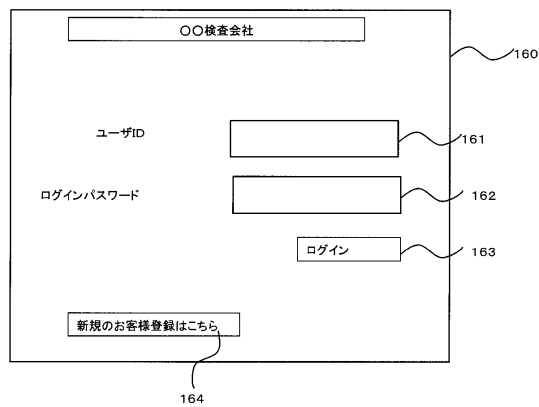 〇〇検査会社
160
ユーザID
161
ログインパスワード
162
ログイン
163
新規のお客様登録はこちら
164